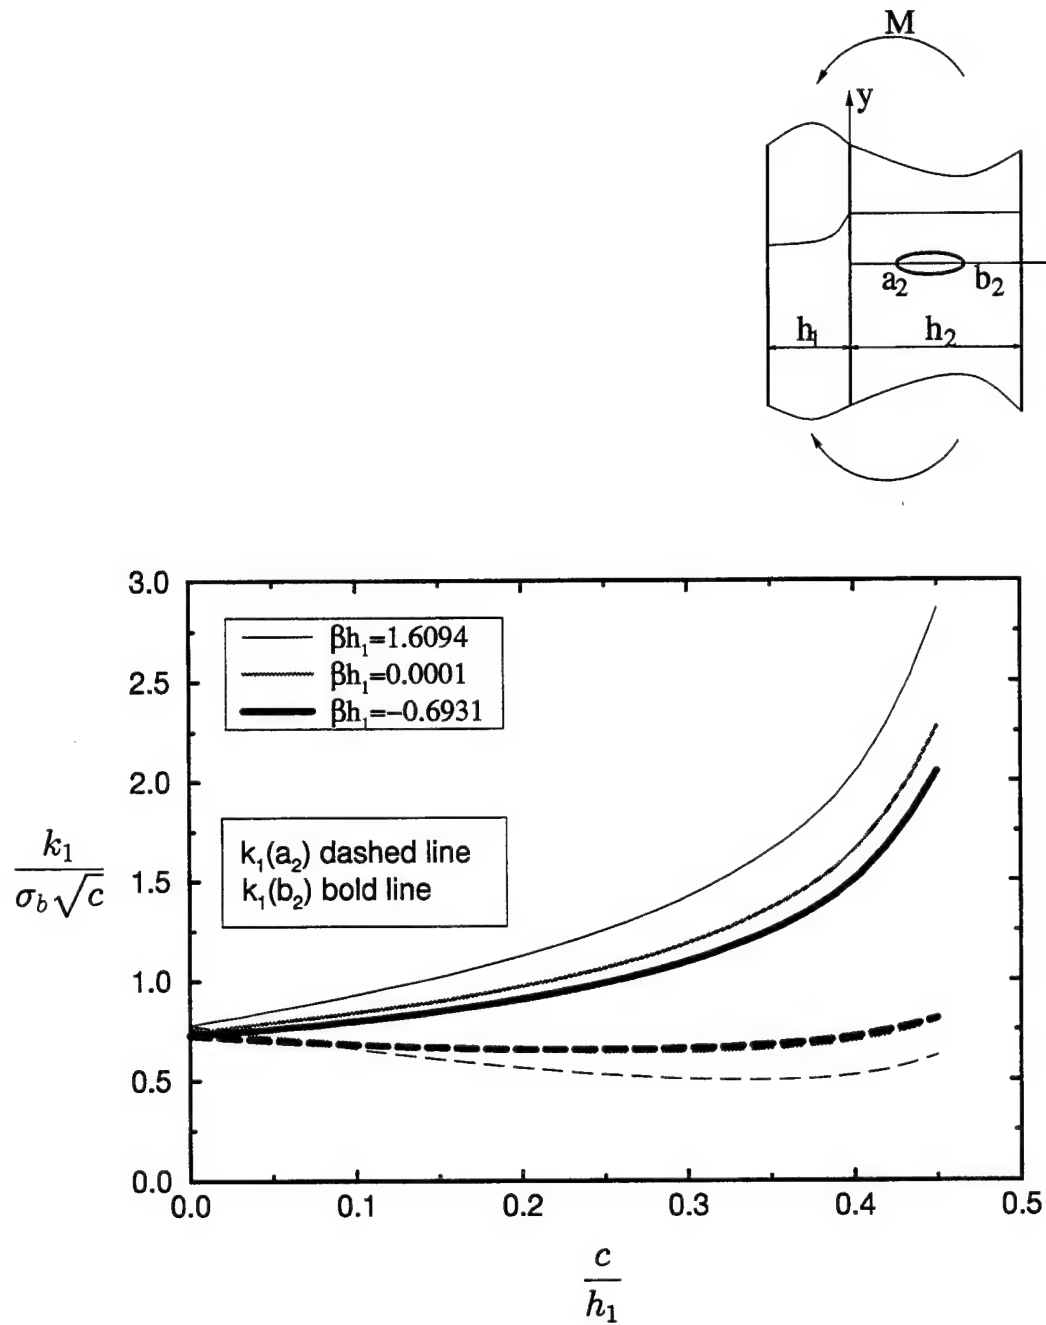 M
y
a₂ b₂
h₁ h₂
3.0
βh₁=1.6094
2.5
βh₁=0.0001
βh₁=−0.6931
2.0
k₁(a₂) dashed line
k₁(b₂) bold line
k₁
σ_b√c
1.5
1.0
0.5
0.0
0.0 0.1 0.2 0.3 0.4 0.5
c
h₁